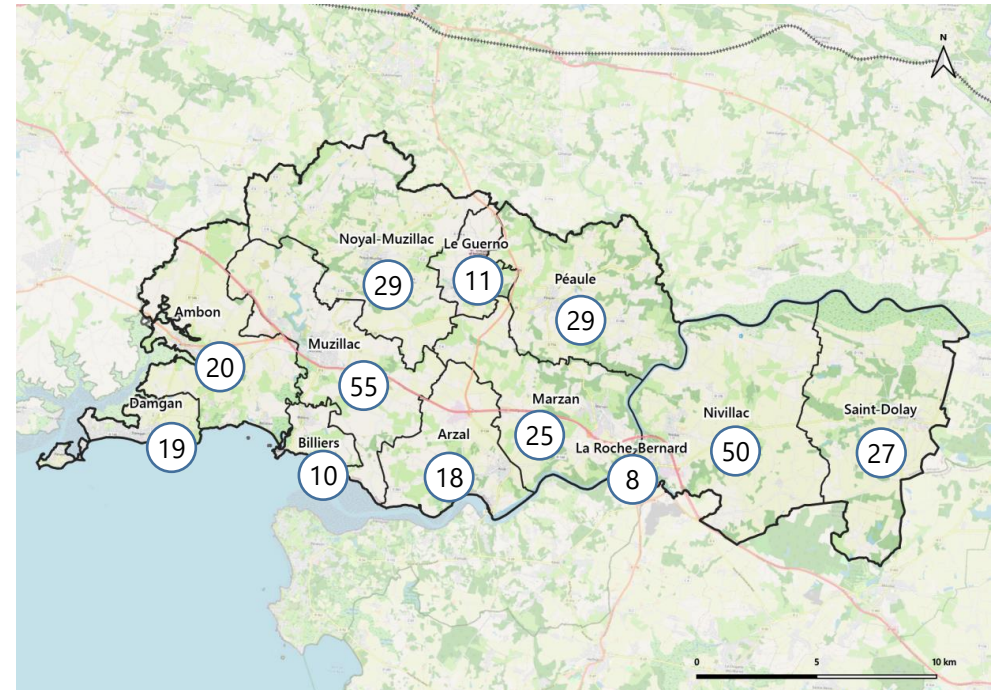 N
Noyal-Muzillac
Le Guerno
29
11
Péaule
29
Ambon
20
Muzillac
55
Damgan
19
Billiers
10
Arzal
18
Marzan
25
La Roche-Bernard
8
Nivillac
50
Saint-Dolay
27
0 5 10 km